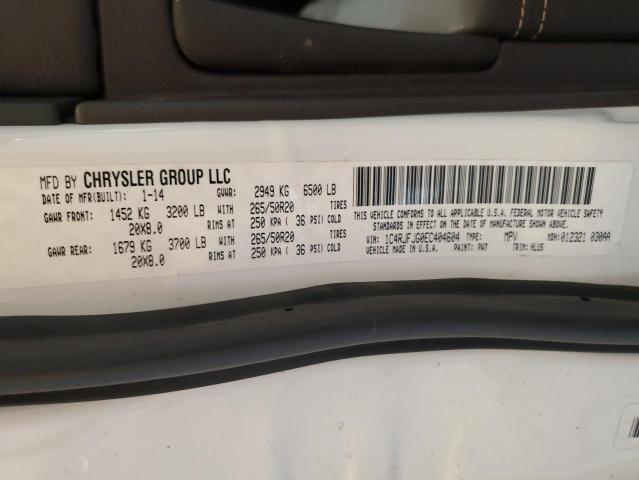 MFD BY CHRYSLER GROUP LLC
DATE OF MFR(BUILT): 1-14 GVWR: 2949 KG 6500 LB
GAWR FRONT: 1452 KG 3200 LB WITH 265/50R20 TIRES
20X8.0 RIMS AT 250 KPA ( 36 PSI) COLD
GAWR REAR: 1679 KG 3700 LB WITH 265/50R20 TIRES
20X8.0 RIMS AT 250 KPA ( 36 PSI) COLD
THIS VEHICLE CONFORMS TO ALL APPLICABLE U.S.A. FEDERAL MOTOR VEHICLE SAFETY
STANDARDS IN EFFECT ON THE DATE OF MANUFACTURE SHOWN ABOVE.
VIN: 1C4RJFJG0EC404604 TYPE: MPV MDH: 012321 030AA
VEHICLE MADE IN U.S.A. PAINT: PW7 TRIM: HLUS